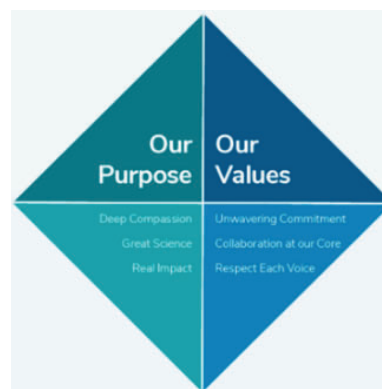 Our
Purpose
Our
Values
Deep Compassion
Great Science
Real Impact
Unwavering Commitment
Collaboration at our Core
Respect Each Voice